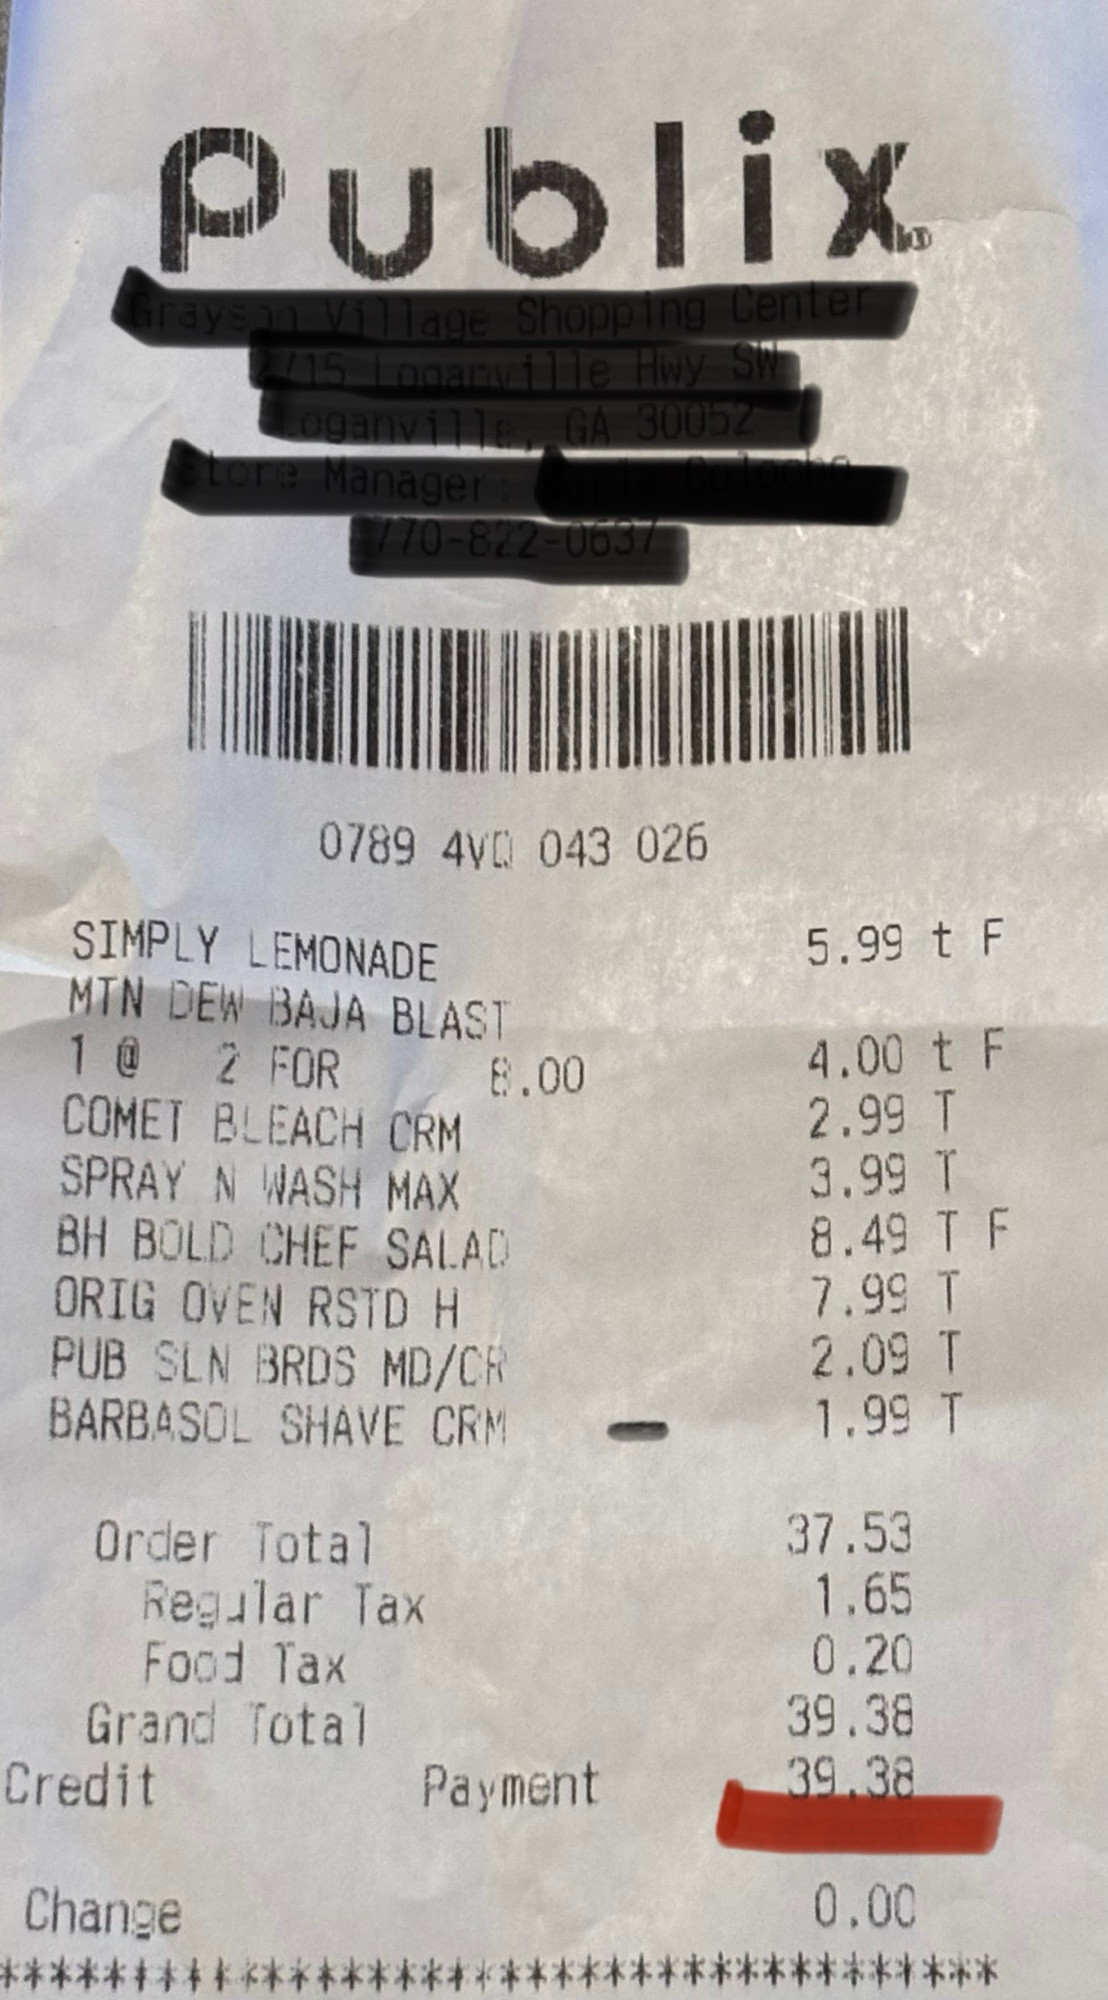 Publix
0789 043 026
SIMPLY LEMONADE 5.99 t F
MTN DEW BAJA BLAST
1 @ 2 FOR 8.00 4.00 t F
COMET BLEACH CRM 2.99 T
SPRAY N WASH MAX 3.99 T
BH BOLD CHEF SALAD 8.49 T F
ORIG OVEN RSTD H 7.99 T
PUB SLN BRDS MD/CR 2.09 T
BARBASOL SHAVE CRM 1.99 T
Order Total 37.53
Regular Tax 1.65
Food Tax 0.20
Grand Total 39.38
Credit Payment 39.38
Change 0.00
***************************************